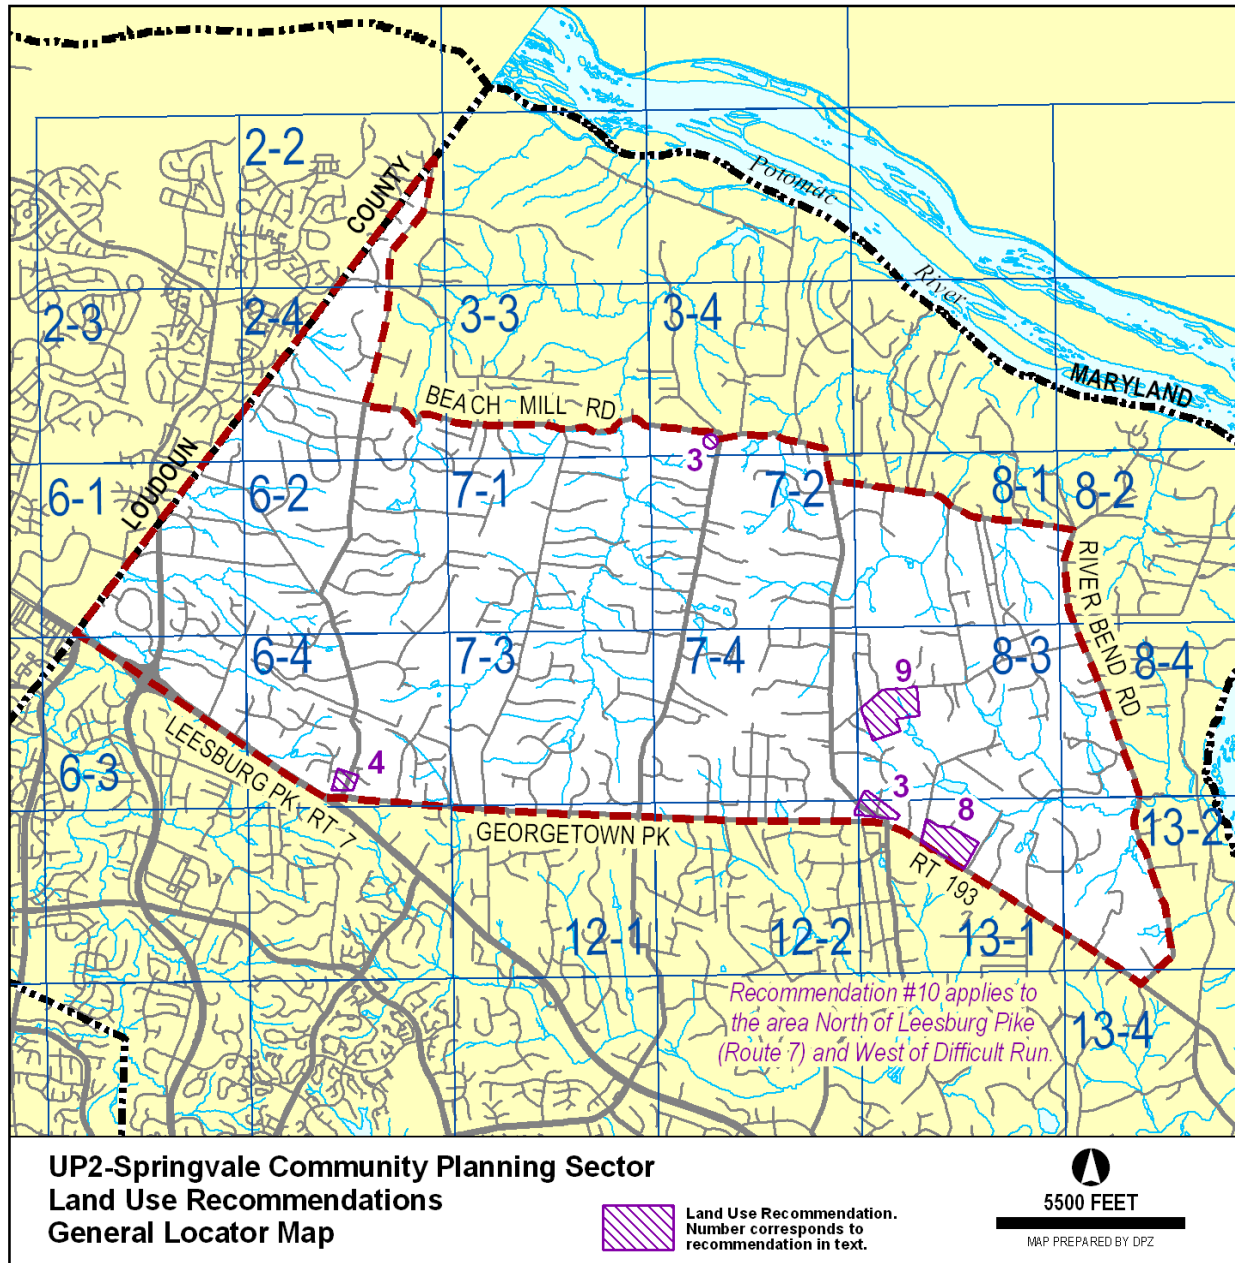 2-2
COUNTY
Potomac
River
2-3
2-4
3-3
3-4
MARYLAND
BEACH MILL RD
3
6-1
LOUDOUN
6-2
7-1
7-2
8-1
8-2
RIVER BEND RD
6-4
7-3
7-4
9
8-3
8-4
6-3
LEESBURG PK RT 7
4
3
8
GEORGETOWN PK
RT 193
13-2
12-1
12-2
13-1
Recommendation #10 applies to
the area North of Leesburg Pike
(Route 7) and West of Difficult Run.
13-4
UP2-Springvale Community Planning Sector
Land Use Recommendations
General Locator Map
Land Use Recommendation.
Number corresponds to
recommendation in text.
5500 FEET
MAP PREPARED BY DPZ